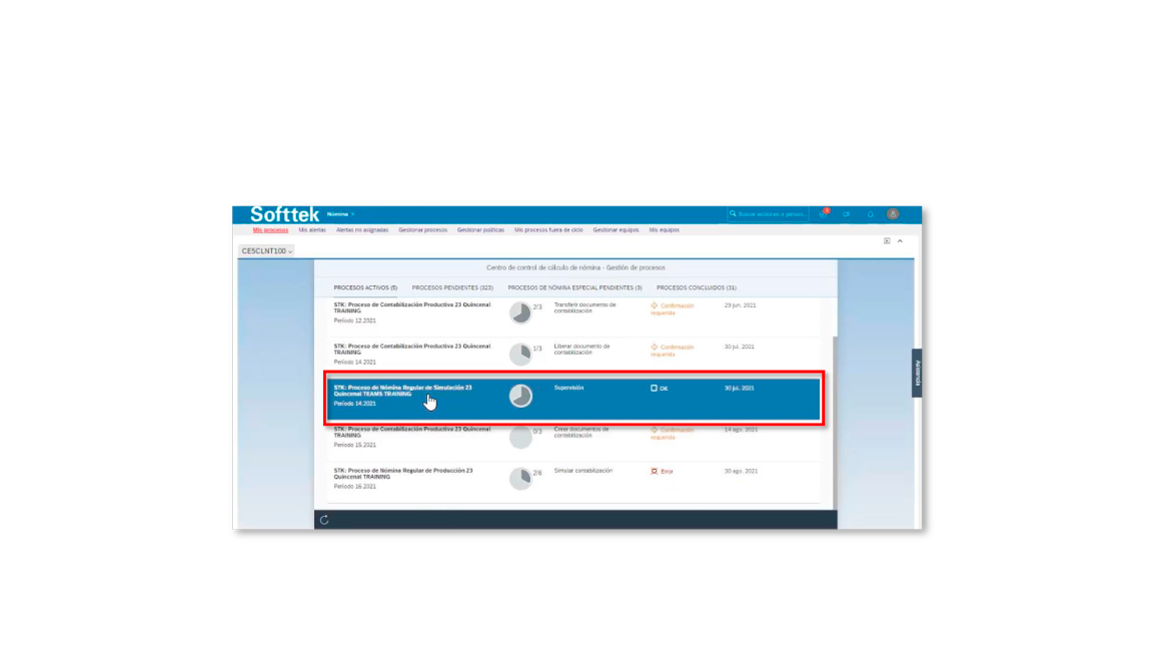 Softtek Nómina
Mis procesos Mis alertas Alertas no asignadas Gestionar procesos Gestionar políticas Mis procesos fuera de ciclo Gestionar equipos Mis equipos
CE5CLNT100
Centro de control de cálculo de nómina - Gestión de procesos
PROCESOS ACTIVOS (5) PROCESOS PENDIENTES (323) PROCESOS DE NÓMINA ESPECIAL PENDIENTES (3) PROCESOS CONCLUIDOS (31)
STK: Proceso de Contabilización Productiva 23 Quincenal 2/3 Transferir documento de Confirmación 29 jun. 2021
TRAINING contabilización requerida
Período 12.2021
STK: Proceso de Contabilización Productiva 23 Quincenal 1/3 Liberar documento de Confirmación 30 jul. 2021
TRAINING contabilización requerida
Período 14.2021
STK: Proceso de Nómina Regular de Simulación 23 Supervisión OK 30 jul. 2021
Quincenal TEAMS TRAINING
Período 14.2021
STK: Proceso de Contabilización Productiva 23 Quincenal 0/3 Crear documentos de Confirmación 14 ago. 2021
TRAINING contabilización requerida
Período 15.2021
STK: Proceso de Nómina Regular de Producción 23 2/6 Simular contabilización Error 30 ago. 2021
Quincenal TRAINING
Período 16.2021